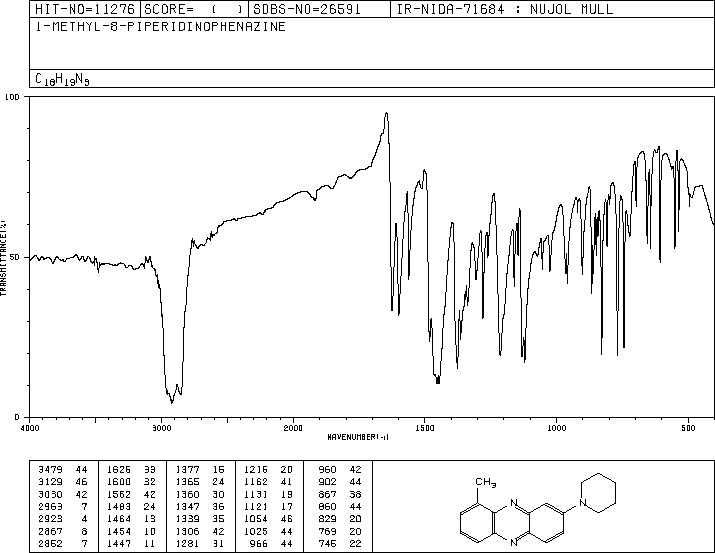 HIT-NO=11276 SCORE= ( ) SDBS-NO=26591 IR-NIDA-71684 : NUJOL MULL
1-METHYL-8-PIPERIDINOPHENAZINE
C18H19N3
100
50
0
TRANSMITTANCE(%)
4000 3000 2000 1500 1000 500
WAVENUMBER(-1)
3479 44 1626 33 1377 15 1216 20 960 42
3129 46 1600 32 1365 24 1162 41 902 44
3030 42 1562 42 1360 30 1131 19 867 38
2963 7 1483 24 1347 36 1121 17 860 44
2923 4 1464 13 1339 35 1054 46 829 20
2867 8 1454 10 1306 42 1025 44 769 20
2852 7 1447 11 1281 31 966 44 745 22
CH3
N
N
N